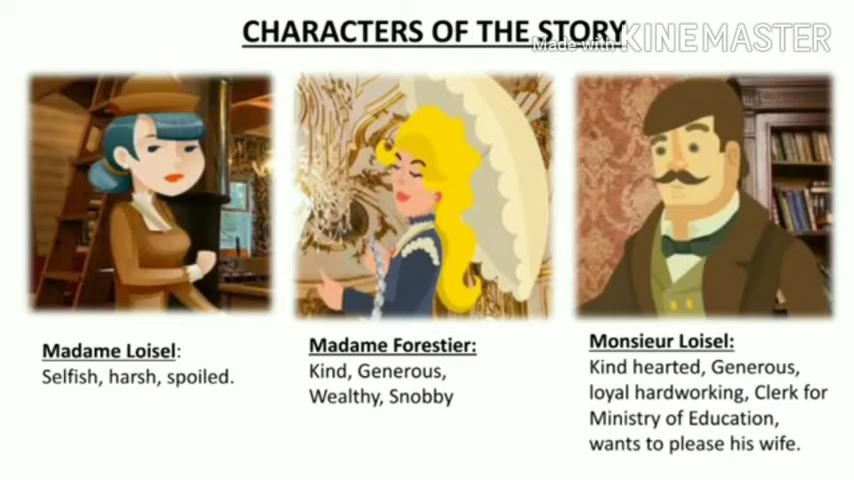 CHARACTERS OF THE STORY
Made with KINEMASTER
Madame Loisel:
Selfish, harsh, spoiled.
Madame Forestier:
Kind, Generous,
Wealthy, Snobby
Monsieur Loisel:
Kind hearted, Generous,
loyal hardworking, Clerk for
Ministry of Education,
wants to please his wife.